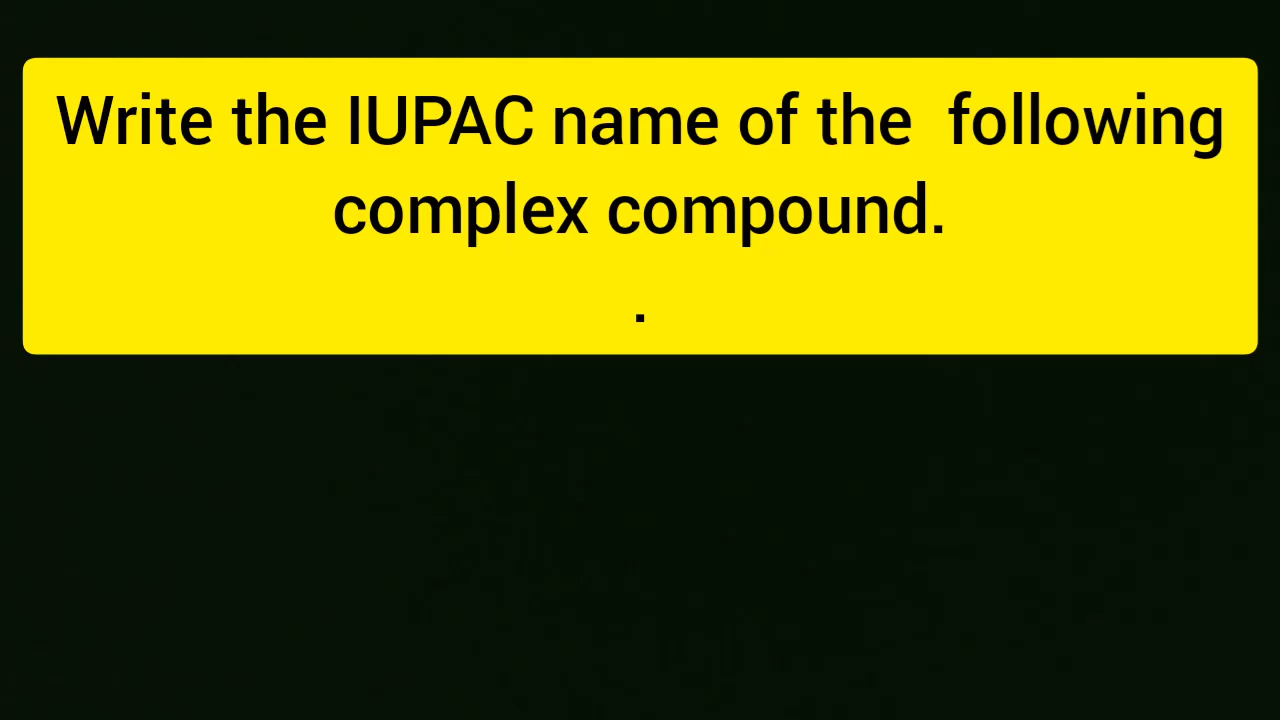 Write the IUPAC name of the  following
complex compound.
.